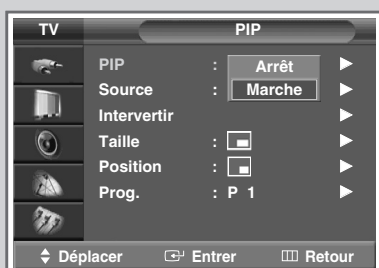 TV PIP
PIP : Arrêt
Source : Marche
Intervertir
Taille :
Position :
Prog. : P 1
Déplacer Entrer Retour